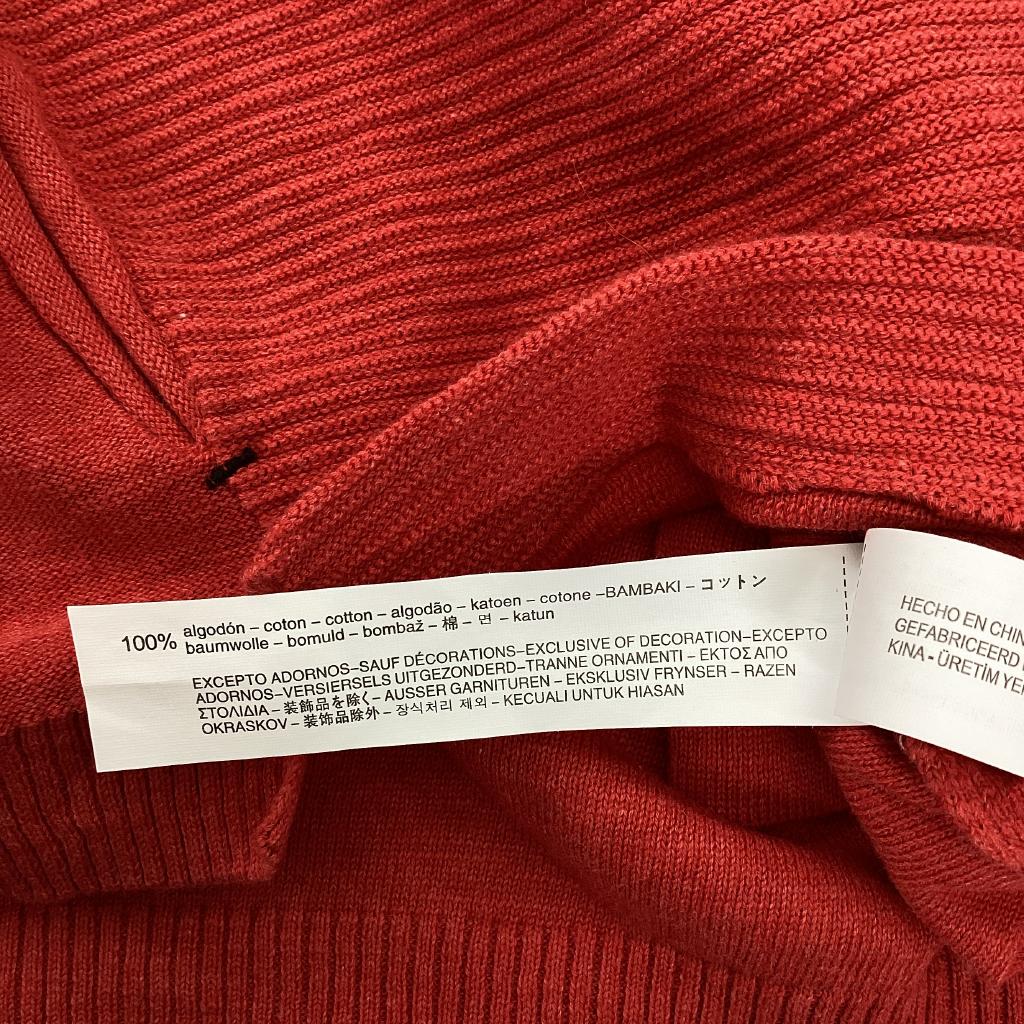 100% algodón – coton – cotton – algodão – katoen – cotone –BAMBAKI – コットン
baumwolle – bomuld – bombaž – 棉 – 면 – katun
EXCEPTO ADORNOS–SAUF DÉCORATIONS–EXCLUSIVE OF DECORATION–EXCEPTO
ADORNOS–VERSIERSELS UITGEZONDERD–TRANNE ORNAMENTI – ΕΚΤΟΣ ΑΠΟ
ΣΤΟΛΙΔΙΑ – 装飾品を除く – AUSSER GARNITUREN – EKSKLUSIV FRYNSER – RAZEN
OKRASKOV – 装饰品除外 – 장식처리 제외 – KECUALI UNTUK HIASAN
HECHO EN CHIN
GEFABRICEERD
KINA - ÜRETİM YE